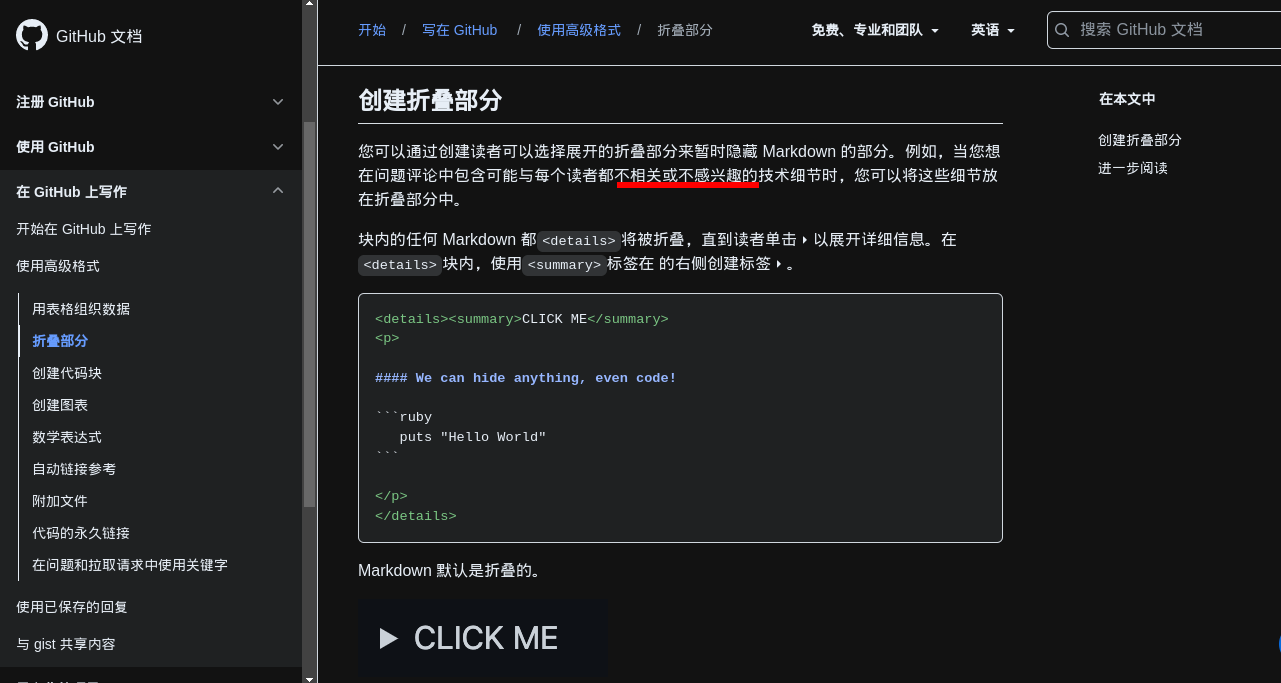 GitHub 文档
注册 GitHub
使用 GitHub
在 GitHub 上写作
开始在 GitHub 上写作
使用高级格式
用表格组织数据
折叠部分
创建代码块
创建图表
数学表达式
自动链接参考
附加文件
代码的永久链接
在问题和拉取请求中使用关键字
使用已保存的回复
与 gist 共享内容
开始 / 写在 GitHub / 使用高级格式 / 折叠部分
免费、专业和团队
英语
搜索 GitHub 文档
创建折叠部分
您可以通过创建读者可以选择展开的折叠部分来暂时隐藏 Markdown 的部分。例如，当您想
在问题评论中包含可能与每个读者都不相关或不感兴趣的技术细节时，您可以将这些细节放
在折叠部分中。
块内的任何 Markdown 都<details>将被折叠，直到读者单击 ▸ 以展开详细信息。在
<details>块内，使用<summary>标签在 的右侧创建标签 ▸ 。
<details><summary>CLICK ME</summary>
<p>
#### We can hide anything, even code!
```ruby
puts "Hello World"
```
</p>
</details>
Markdown 默认是折叠的。
▶ CLICK ME
在本文中
创建折叠部分
进一步阅读